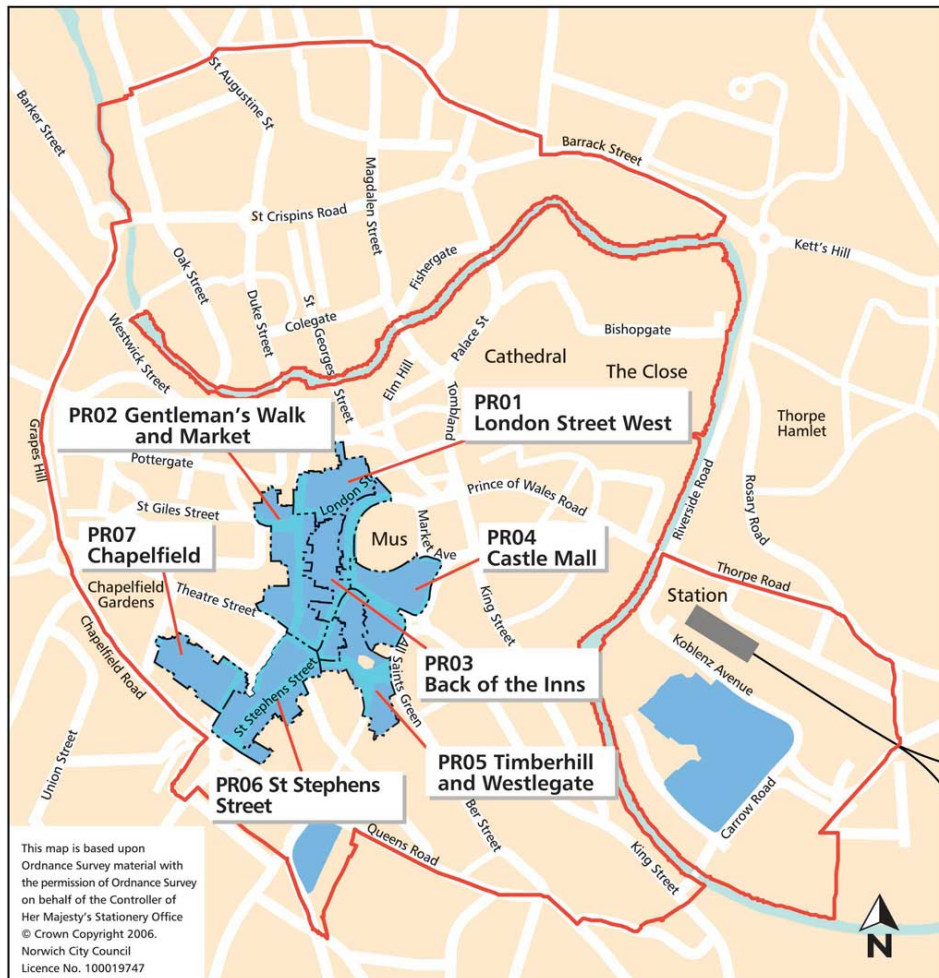 St Augustine St
Barker Street
Barrack Street
Magdalen Street
St Crispins Road
Kett's Hill
Fishergate
Oak Street
Duke Street
St Georges Street
Colegate
Palace St
Bishopgate
Westwick Street
Elm Hill
Cathedral
The Close
Tombland
PR02 Gentleman's Walk
and Market
PR01
London Street West
Thorpe
Hamlet
Grapes Hill
Pottergate
London St
Prince of Wales Road
Riverside Road
Rosary Road
St Giles Street
Mus
Market Ave
PR04
Castle Mall
PR07
Chapelfield
Chapelfield
Gardens
Theatre Street
King Street
Thorpe Road
Station
Koblenz Avenue
Chapelfield Road
All Saints Green
PR03
Back of the Inns
St Stephens Street
Union Street
PR06 St Stephens
Street
PR05 Timberhill
and Westlegate
Carrow Road
Ber Street
Queens Road
King Street
This map is based upon
Ordnance Survey material with
the permission of Ordnance Survey
on behalf of the Controller of
Her Majesty's Stationery Office
© Crown Copyright 2006.
Norwich City Council
Licence No. 100019747
N